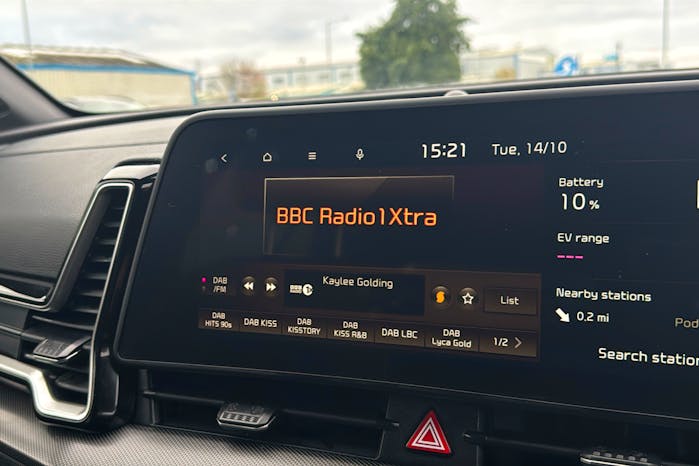 15:21
Tue, 14/10
BBC Radio1Xtra
DAB
/FM
BBC
Kaylee Golding
List
DAB
HITS 90s
DAB KISS
DAB
KISSTORY
DAB
KISS R&B
DAB LBC
DAB
Lyca Gold
1/2
Battery
10 %
EV range
---
Nearby stations
0.2 mi
Pod
Search station